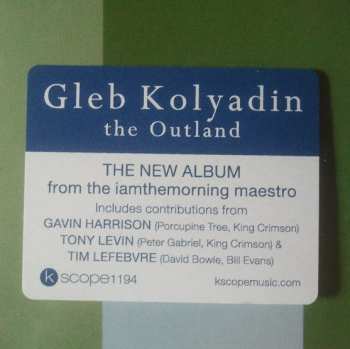 Gleb Kolyadin
the Outland
THE NEW ALBUM
from the iamthemorning maestro
Includes contributions from
GAVIN HARRISON (Porcupine Tree, King Crimson)
TONY LEVIN (Peter Gabriel, King Crimson) &
TIM LEFEBVRE (David Bowie, Bill Evans)
kscope1194 kscopemusic.com